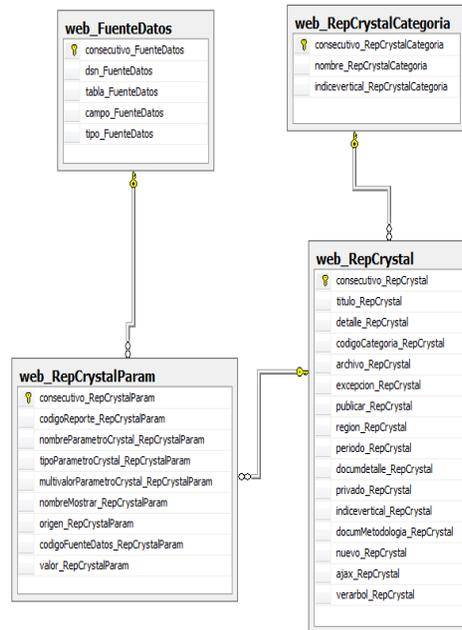 web_FuenteDatos
consecutivo_FuenteDatos
dsn_FuenteDatos
tabla_FuenteDatos
campo_FuenteDatos
tipo_FuenteDatos
web_RepCrystalCategoria
consecutivo_RepCrystalCategoria
nombre_RepCrystalCategoria
indicevertical_RepCrystalCategoria
web_RepCrystal
consecutivo_RepCrystal
titulo_RepCrystal
detalle_RepCrystal
codigoCategoria_RepCrystal
archivo_RepCrystal
excepcion_RepCrystal
publicar_RepCrystal
region_RepCrystal
periodo_RepCrystal
documdetalle_RepCrystal
privado_RepCrystal
indicevertical_RepCrystal
documMetodologia_RepCrystal
nuevo_RepCrystal
ajax_RepCrystal
verarbol_RepCrystal
web_RepCrystalParam
consecutivo_RepCrystalParam
codigoReporte_RepCrystalParam
nombreParametroCrystal_RepCrystalParam
tipoParametroCrystal_RepCrystalParam
multivalorParametroCrystal_RepCrystalParam
nombreMostrar_RepCrystalParam
origen_RepCrystalParam
codigoFuenteDatos_RepCrystalParam
valor_RepCrystalParam